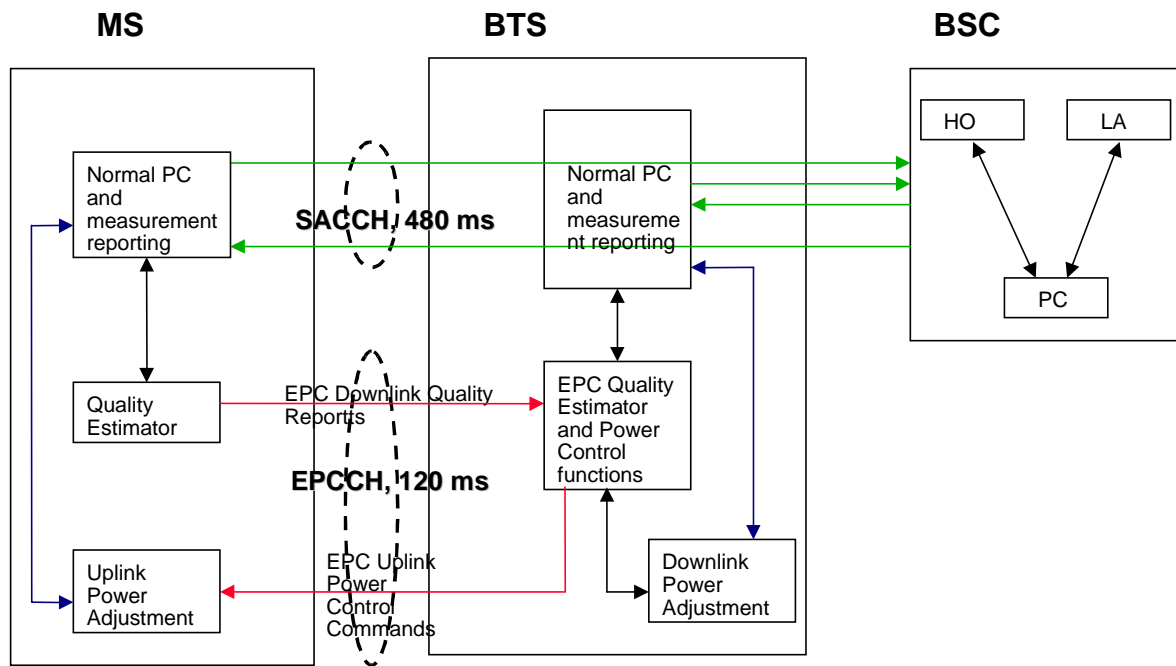 MS
BTS
BSC
HO
LA
Normal PC
and
measurement
reporting
Normal PC
and
measureme
nt reporting
SACCH, 480 ms
PC
Quality
Estimator
EPC Downlink Quality
Reportts
EPC Quality
Estimator
and Power
Control
functions
EPCCH, 120 ms
Uplink
Power
Adjustment
EPC Uplink
Power
Control
Commands
Downlink
Power
Adjustment